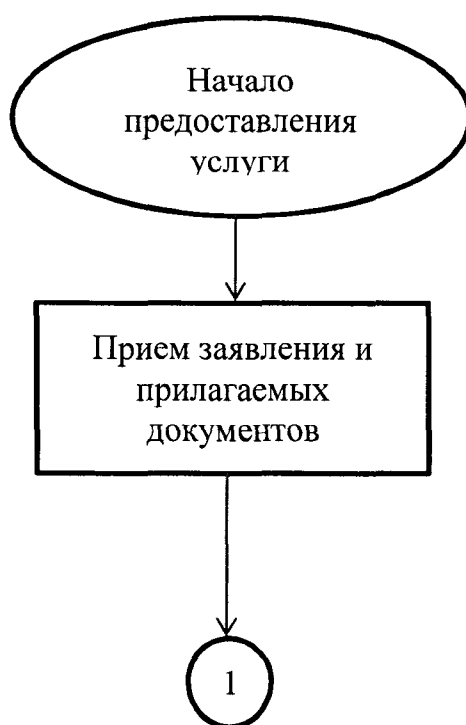 Начало
предоставления
услуги
Прием заявления и
прилагаемых
документов
1